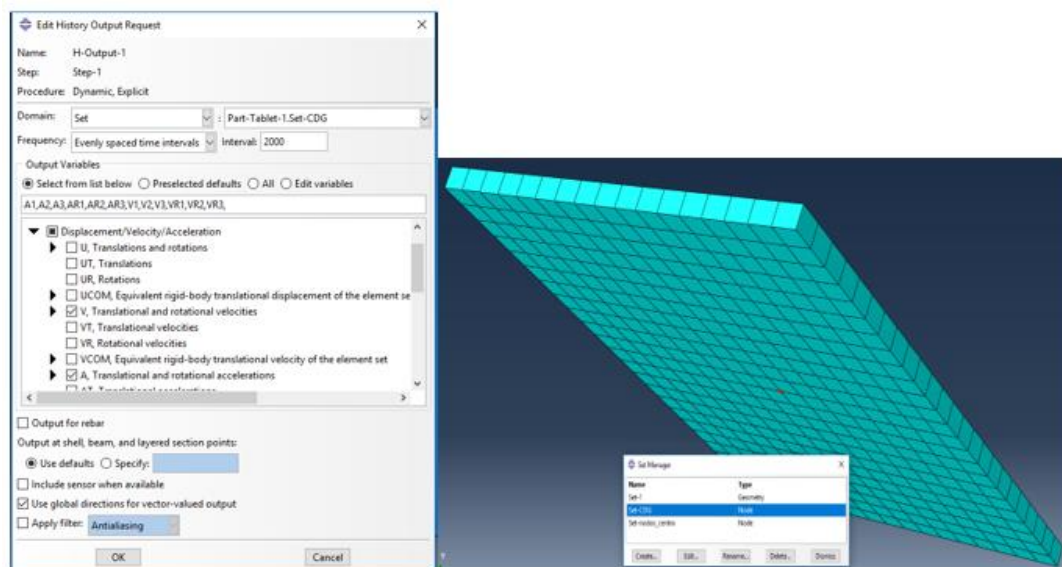 Edit History Output Request
Name: H-Output-1
Step: Step-1
Procedure: Dynamic, Explicit
Domain: Set : Part-Tablet-1.Set-CDG
Frequency: Evenly spaced time intervals Interval: 2000
Output Variables
Select from list below Preselected defaults All Edit variables
A1,A2,A3,AR1,AR2,AR3,V1,V2,V3,VR1,VR2,VR3,
Displacement/Velocity/Acceleration
U, Translations and rotations
UT, Translations
UR, Rotations
UCOM, Equivalent rigid-body translational displacement of the element se
V, Translational and rotational velocities
VT, Translational velocities
VR, Rotational velocities
VCOM, Equivalent rigid-body translational velocity of the element set
A, Translational and rotational accelerations
AT, Translational accelerations
Output for rebar
Output at shell, beam, and layered section points:
Use defaults Specify:
Include sensor when available
Use global directions for vector-valued output
Apply filter: Antialiasing
OK Cancel
Set Manager
Name Type
Set-1 Geometry
Set-CDG Node
Set-nodos_centro Node
Create... Edit... Rename... Delete... Dismiss